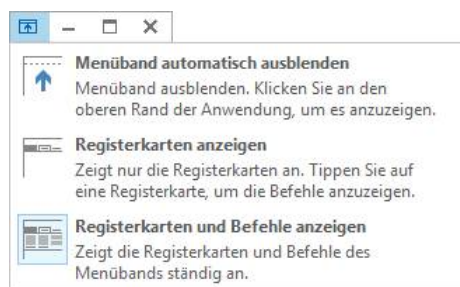 Menüband automatisch ausblenden
Menüband ausblenden. Klicken Sie an den
oberen Rand der Anwendung, um es anzuzeigen.
Registerkarten anzeigen
Zeigt nur die Registerkarten an. Tippen Sie auf
eine Registerkarte, um die Befehle anzuzeigen.
Registerkarten und Befehle anzeigen
Zeigt die Registerkarten und Befehle des
Menübands ständig an.